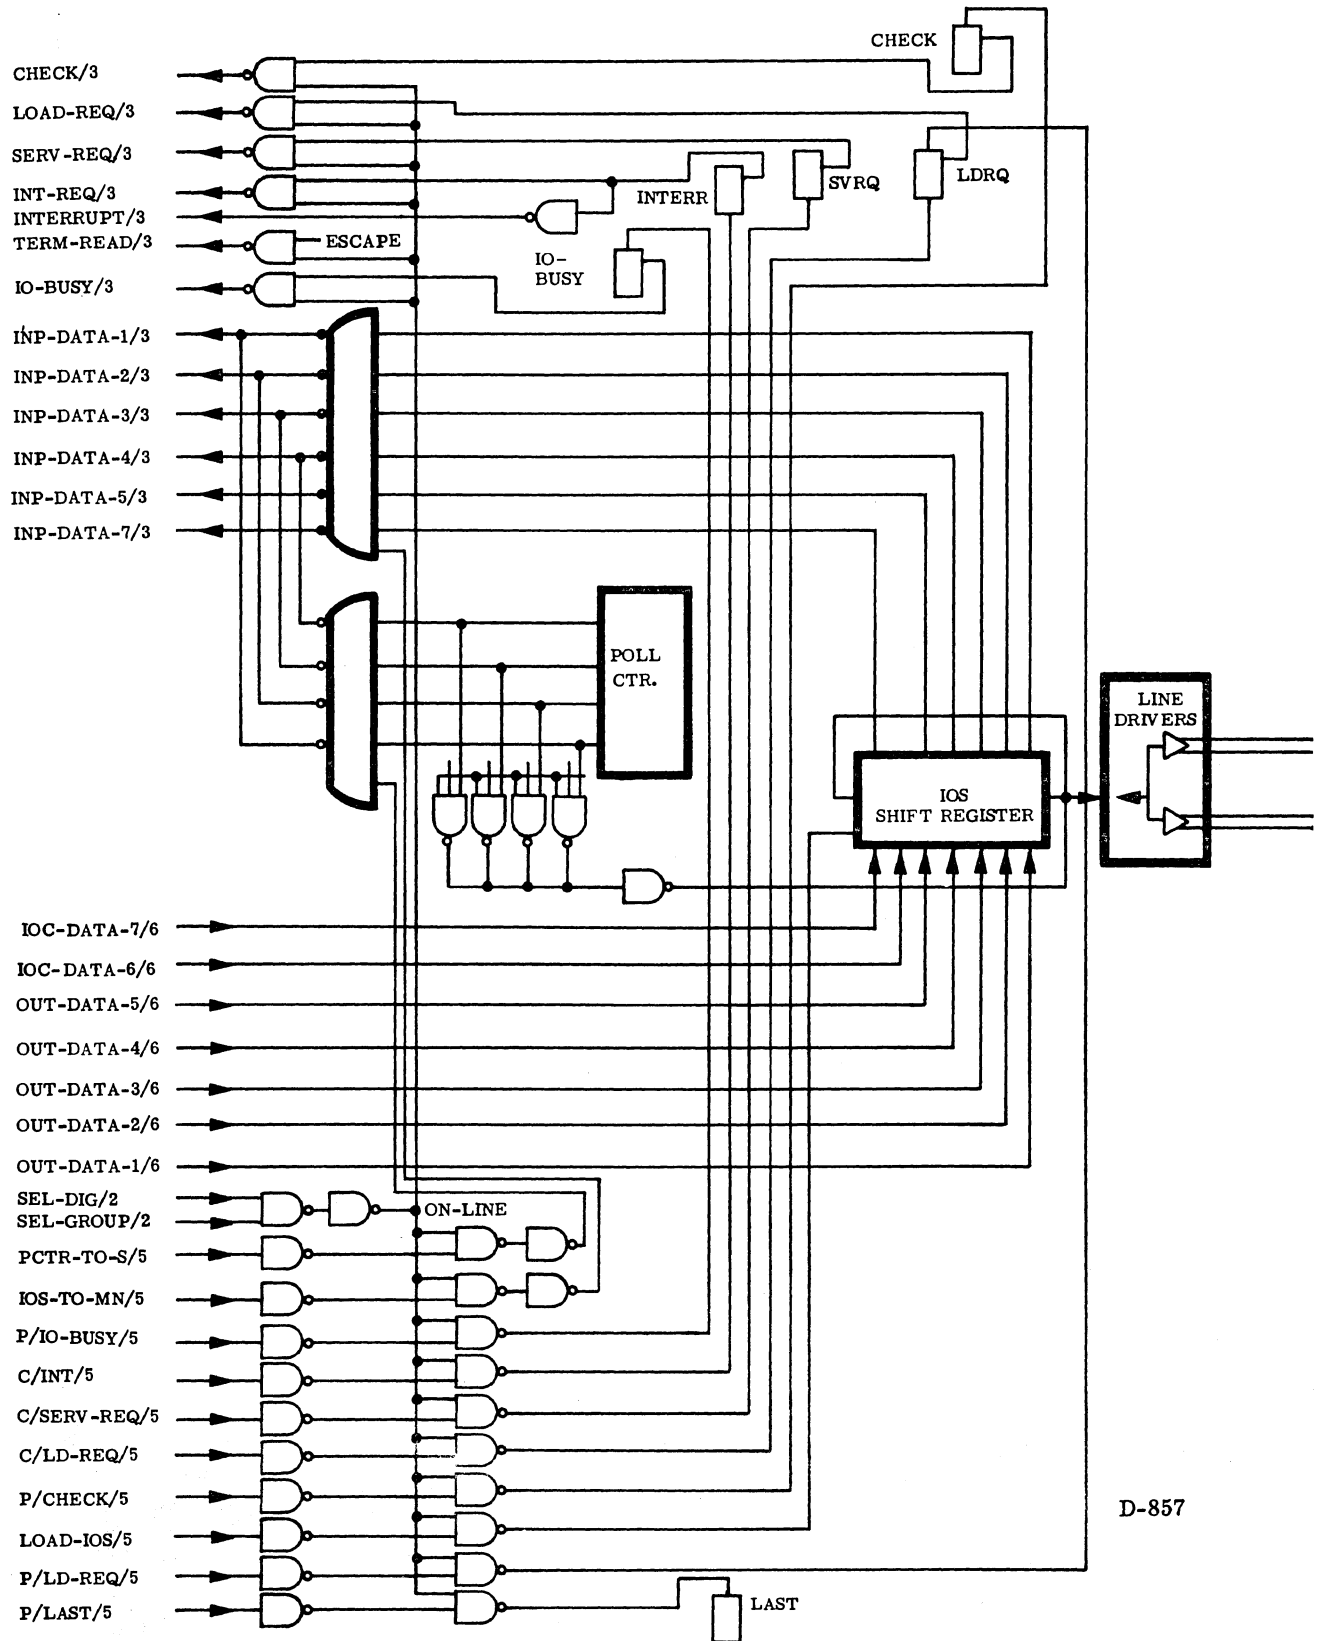 CHECK
CHECK/3
LOAD-REQ/3
SERV-REQ/3
INT-REQ/3
INTERRUPT/3
TERM-READ/3
ESCAPE
IO-BUSY/3
INTERR
SVRQ
LDRQ
IO-
BUSY
INP-DATA-1/3
INP-DATA-2/3
INP-DATA-3/3
INP-DATA-4/3
INP-DATA-5/3
INP-DATA-7/3
POLL
CTR.
LINE
DRIVERS
IOS
SHIFT REGISTER
IOC-DATA-7/6
IOC-DATA-6/6
OUT-DATA-5/6
OUT-DATA-4/6
OUT-DATA-3/6
OUT-DATA-2/6
OUT-DATA-1/6
SEL-DIG/2
SEL-GROUP/2
ON-LINE
PCTR-TO-S/5
IOS-TO-MN/5
P/IO-BUSY/5
C/INT/5
C/SERV-REQ/5
C/LD-REQ/5
P/CHECK/5
LOAD-IOS/5
P/LD-REQ/5
P/LAST/5
LAST
D-857